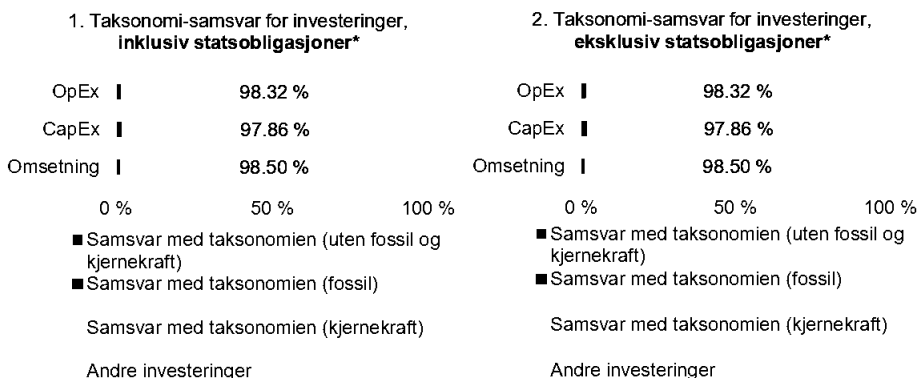 1. Taksonomi-samsvar for investeringer,
inklusiv statsobligasjoner*
OpEx 98.32 %
CapEx 97.86 %
Omsetning 98.50 %
0 % 50 % 100 %
Samsvar med taksonomien (uten fossil og
kjernekraft)
Samsvar med taksonomien (fossil)
Samsvar med taksonomien (kjernekraft)
Andre investeringer
2. Taksonomi-samsvar for investeringer,
eksklusiv statsobligasjoner*
OpEx 98.32 %
CapEx 97.86 %
Omsetning 98.50 %
0 % 50 % 100 %
Samsvar med taksonomien (uten fossil og
kjernekraft)
Samsvar med taksonomien (fossil)
Samsvar med taksonomien (kjernekraft)
Andre investeringer